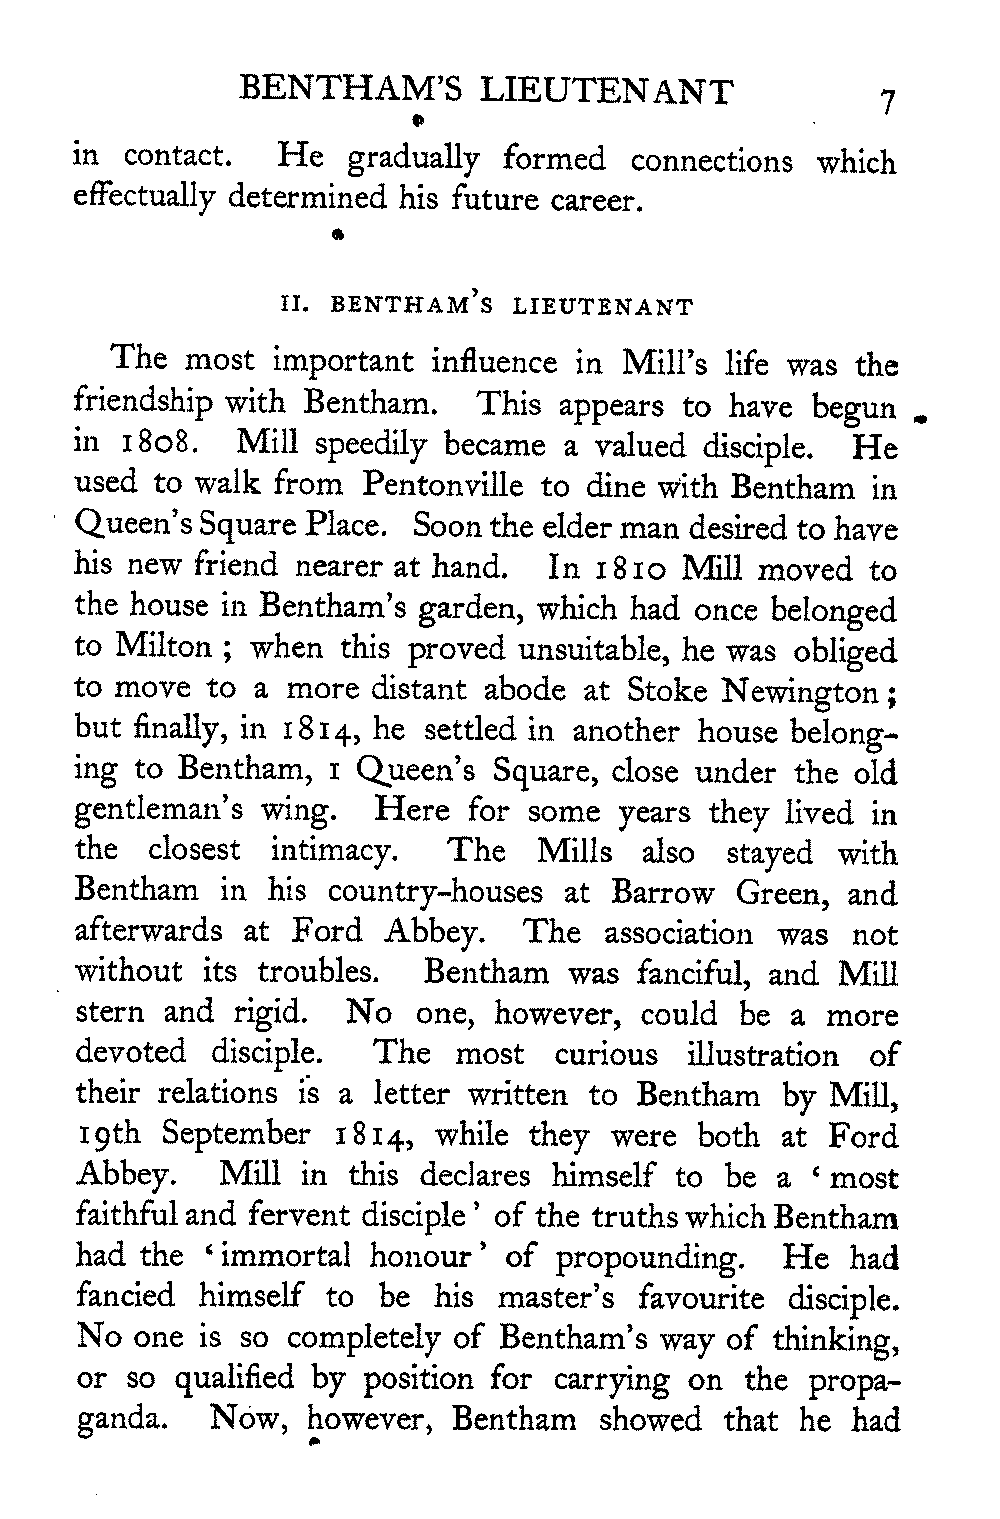 BENTHAM'S LIEUTENANT 7
in contact. He gradually formed connections which
effectually determined his future career.
II. BENTHAM'S LIEUTENANT
The most important influence in Mill's life was the
friendship with Bentham. This appears to have begun
in 1808. Mill speedily became a valued disciple. He
used to walk from Pentonville to dine with Bentham in
Queen's Square Place. Soon the elder man desired to have
his new friend nearer at hand. In 1810 Mill moved to
the house in Bentham's garden, which had once belonged
to Milton ; when this proved unsuitable, he was obliged
to move to a more distant abode at Stoke Newington ;
but finally, in 1814, he settled in another house belong-
ing to Bentham, 1 Queen's Square, close under the old
gentleman's wing. Here for some years they lived in
the closest intimacy. The Mills also stayed with
Bentham in his country-houses at Barrow Green, and
afterwards at Ford Abbey. The association was not
without its troubles. Bentham was fanciful, and Mill
stern and rigid. No one, however, could be a more
devoted disciple. The most curious illustration of
their relations is a letter written to Bentham by Mill,
19th September 1814, while they were both at Ford
Abbey. Mill in this declares himself to be a ' most
faithful and fervent disciple ' of the truths which Bentham
had the ' immortal honour ' of propounding. He had
fancied himself to be his master's favourite disciple.
No one is so completely of Bentham's way of thinking,
or so qualified by position for carrying on the propa-
ganda. Now, however, Bentham showed that he had